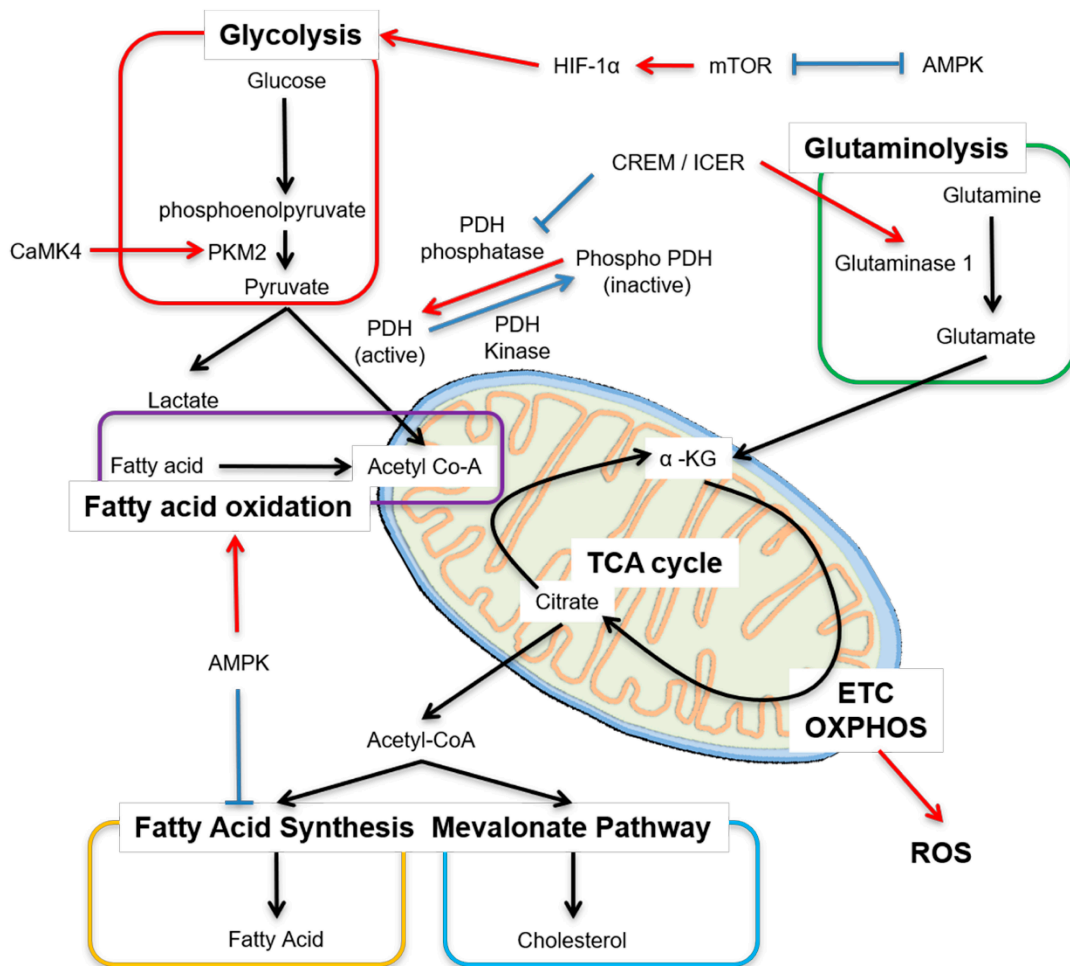 Glycolysis
Glucose
HIF-1α
mTOR
AMPK
CREM / ICER
Glutaminolysis
Glutamine
phosphoenolpyruvate
CaMK4
PKM2
Pyruvate
PDH
phosphatase
Phospho PDH
(inactive)
Glutaminase 1
PDH
(active)
PDH
Kinase
Glutamate
Lactate
Fatty acid
Acetyl Co-A
α -KG
Fatty acid oxidation
TCA cycle
Citrate
AMPK
ETC
OXPHOS
Acetyl-CoA
Fatty Acid Synthesis
Mevalonate Pathway
ROS
Fatty Acid
Cholesterol